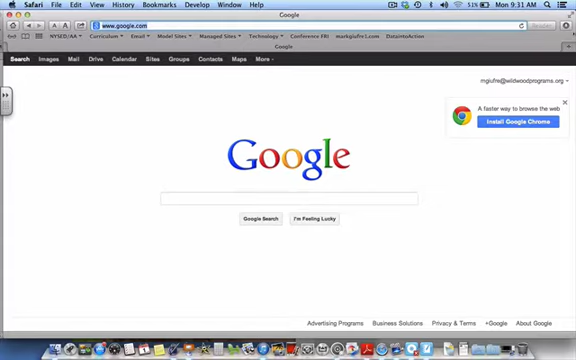 Safari File Edit View History Bookmarks Develop Window Help 51% Mon 9:31 AM
Google
www.google.com Reader
NYSED/AA Curriculum Email Model Sites Managed Sites Technology Conference FRI markgiufre1.com DataintoAction
Google
Search Images Mail Drive Calendar Sites Groups Contacts Maps More
mgiufre@wildwoodprograms.org
A faster way to browse the web
Install Google Chrome
Google
Google Search I'm Feeling Lucky
Advertising Programs Business Solutions Privacy & Terms +Google About Google